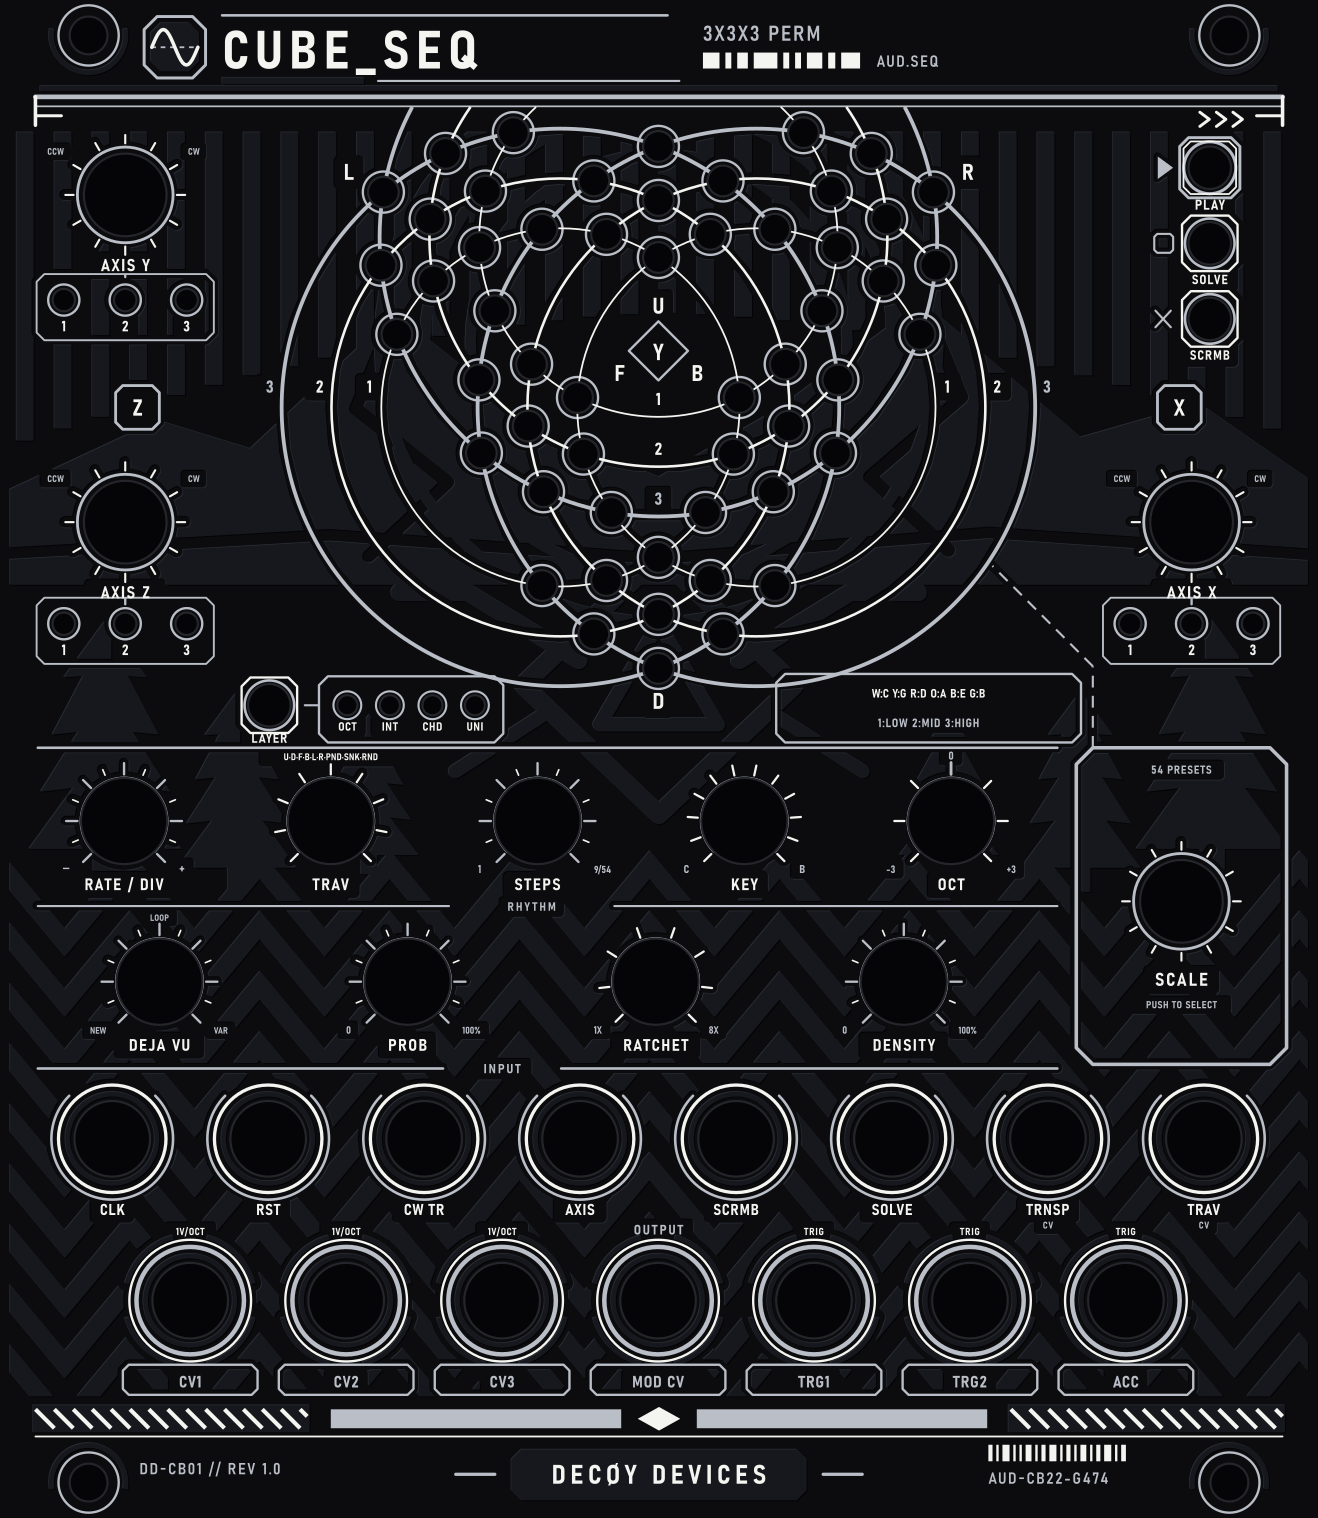 CUBE_SEQ
3X3X3 PERM
AUD.SEQ
L
R
CCW
CW
AXIS Y
1 2 3
PLAY
SOLVE
SCRMB
U
Y
F B
1
2
3
3 2 1
1 2 3
Z
X
CCW CW
CCW CW
AXIS Z
AXIS X
1 2 3
1 2 3
D
LAYER
OCT INT CHD UNI
W:C Y:G R:D O:A B:E G:B
1:LOW 2:MID 3:HIGH
U-D-F-B-L-R-PND-SNK-RND
0
54 PRESETS
− +
1 9/54
C B
-3 +3
RATE / DIV
TRAV
STEPS
KEY
OCT
RHYTHM
LOOP
SCALE
PUSH TO SELECT
NEW VAR
0 100%
1X 8X
0 100%
DEJA VU
PROB
RATCHET
DENSITY
INPUT
CLK
RST
CW TR
AXIS
SCRMB
SOLVE
TRNSP
TRAV
CV
CV
OUTPUT
1V/OCT
1V/OCT
1V/OCT
TRIG
TRIG
TRIG
CV1
CV2
CV3
MOD CV
TRG1
TRG2
ACC
DD-CB01 // REV 1.0
DECØY DEVICES
AUD-CB22-G474